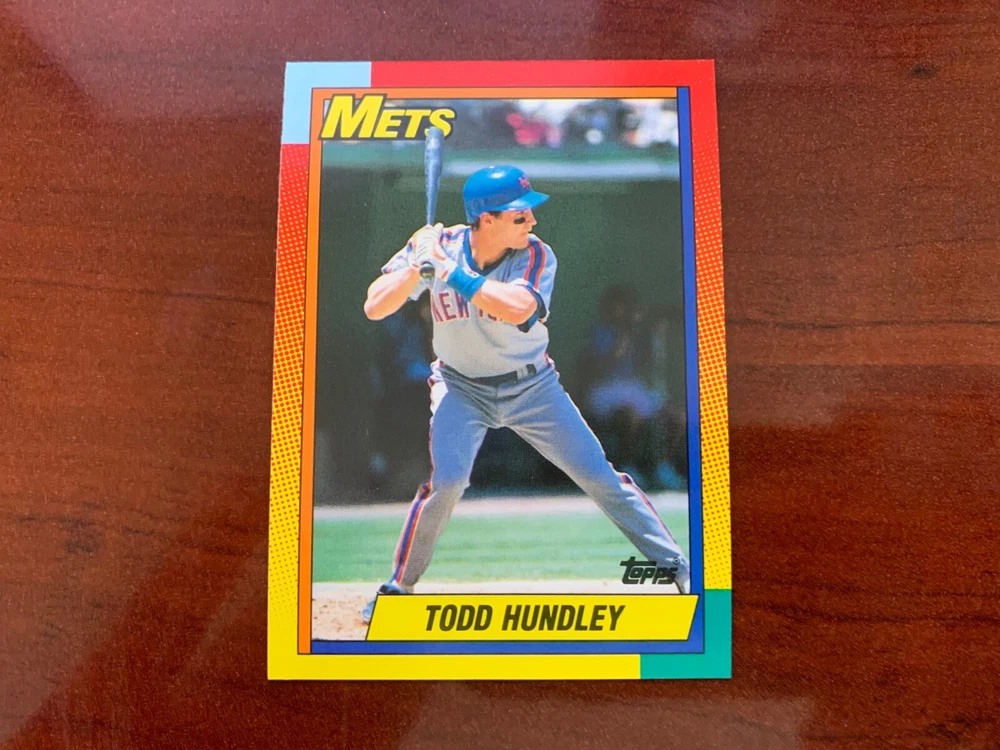 METS
NEW YORK
topps
TODD HUNDLEY